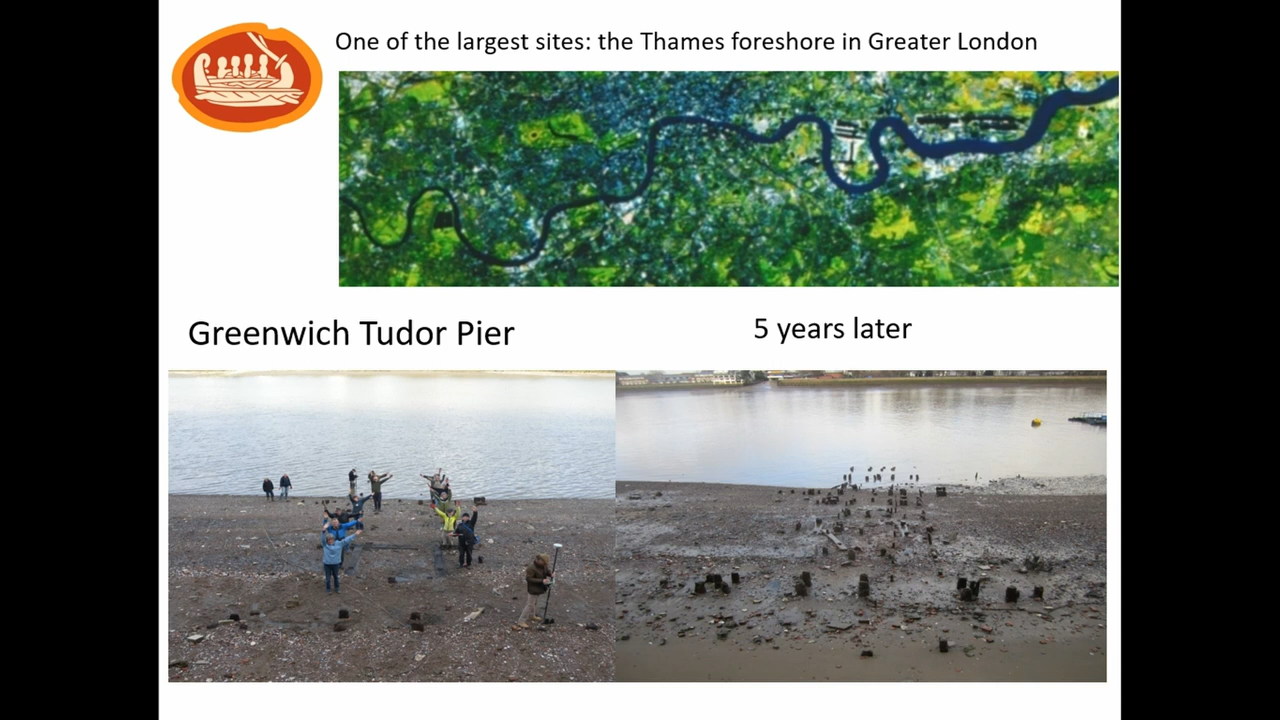 One of the largest sites: the Thames foreshore in Greater London
Greenwich Tudor Pier
5 years later